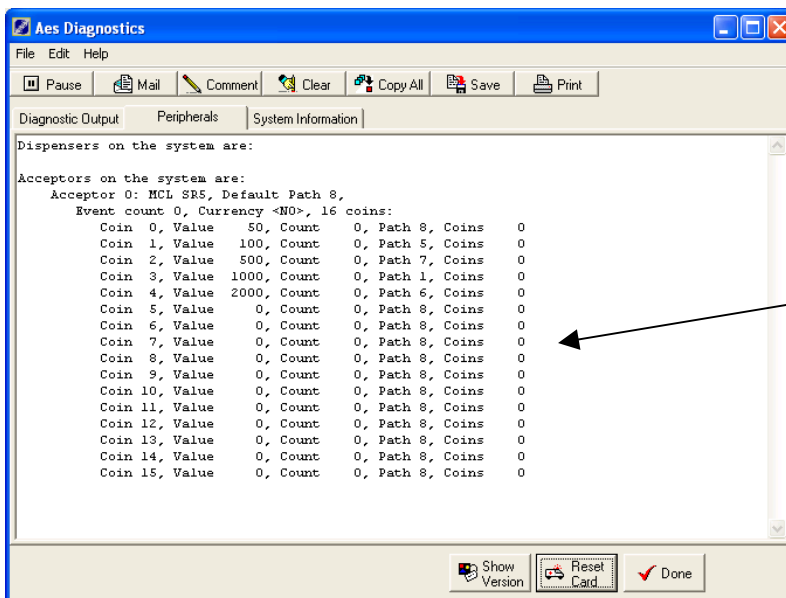 Aes Diagnostics
File Edit Help
Pause Mail Comment Clear Copy All Save Print
Diagnostic Output Peripherals System Information
Dispensers on the system are:
Acceptors on the system are:
Acceptor 0: MCL SR5, Default Path 8,
Event count 0, Currency <N0>, 16 coins:
Coin 0, Value 50, Count 0, Path 8, Coins 0
Coin 1, Value 100, Count 0, Path 5, Coins 0
Coin 2, Value 500, Count 0, Path 7, Coins 0
Coin 3, Value 1000, Count 0, Path 1, Coins 0
Coin 4, Value 2000, Count 0, Path 6, Coins 0
Coin 5, Value 0, Count 0, Path 8, Coins 0
Coin 6, Value 0, Count 0, Path 8, Coins 0
Coin 7, Value 0, Count 0, Path 8, Coins 0
Coin 8, Value 0, Count 0, Path 8, Coins 0
Coin 9, Value 0, Count 0, Path 8, Coins 0
Coin 10, Value 0, Count 0, Path 8, Coins 0
Coin 11, Value 0, Count 0, Path 8, Coins 0
Coin 12, Value 0, Count 0, Path 8, Coins 0
Coin 13, Value 0, Count 0, Path 8, Coins 0
Coin 14, Value 0, Count 0, Path 8, Coins 0
Coin 15, Value 0, Count 0, Path 8, Coins 0
Show Version Reset Card Done